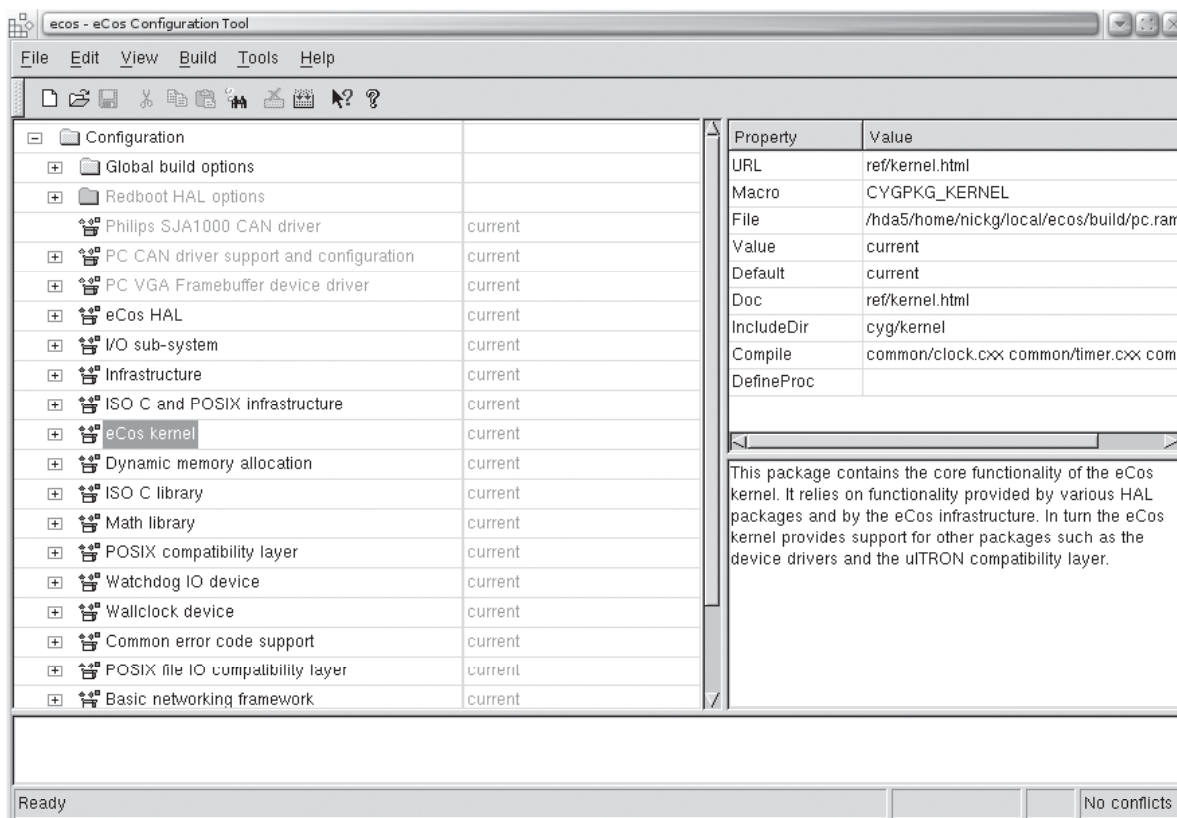 ecos - eCos Configuration Tool
File Edit View Build Tools Help
Configuration
Global build options
Redboot HAL options
Philips SJA1000 CAN driver current
PC CAN driver support and configuration current
PC VGA Framebuffer device driver current
eCos HAL current
I/O sub-system current
Infrastructure current
ISO C and POSIX infrastructure current
eCos kernel current
Dynamic memory allocation current
ISO C library current
Math library current
POSIX compatibility layer current
Watchdog IO device current
Wallclock device current
Common error code support current
POSIX file IO compatibility layer current
Basic networking framework current
Property Value
URL ref/kernel.html
Macro CYGPKG_KERNEL
File /hda5/home/nickg/local/ecos/build/pc.ram
Value current
Default current
Doc ref/kernel.html
IncludeDir cyg/kernel
Compile common/clock.cxx common/timer.cxx com
DefineProc
This package contains the core functionality of the eCos
kernel. It relies on functionality provided by various HAL
packages and by the eCos infrastructure. In turn the eCos
kernel provides support for other packages such as the
device drivers and the uITRON compatibility layer.
Ready No conflicts